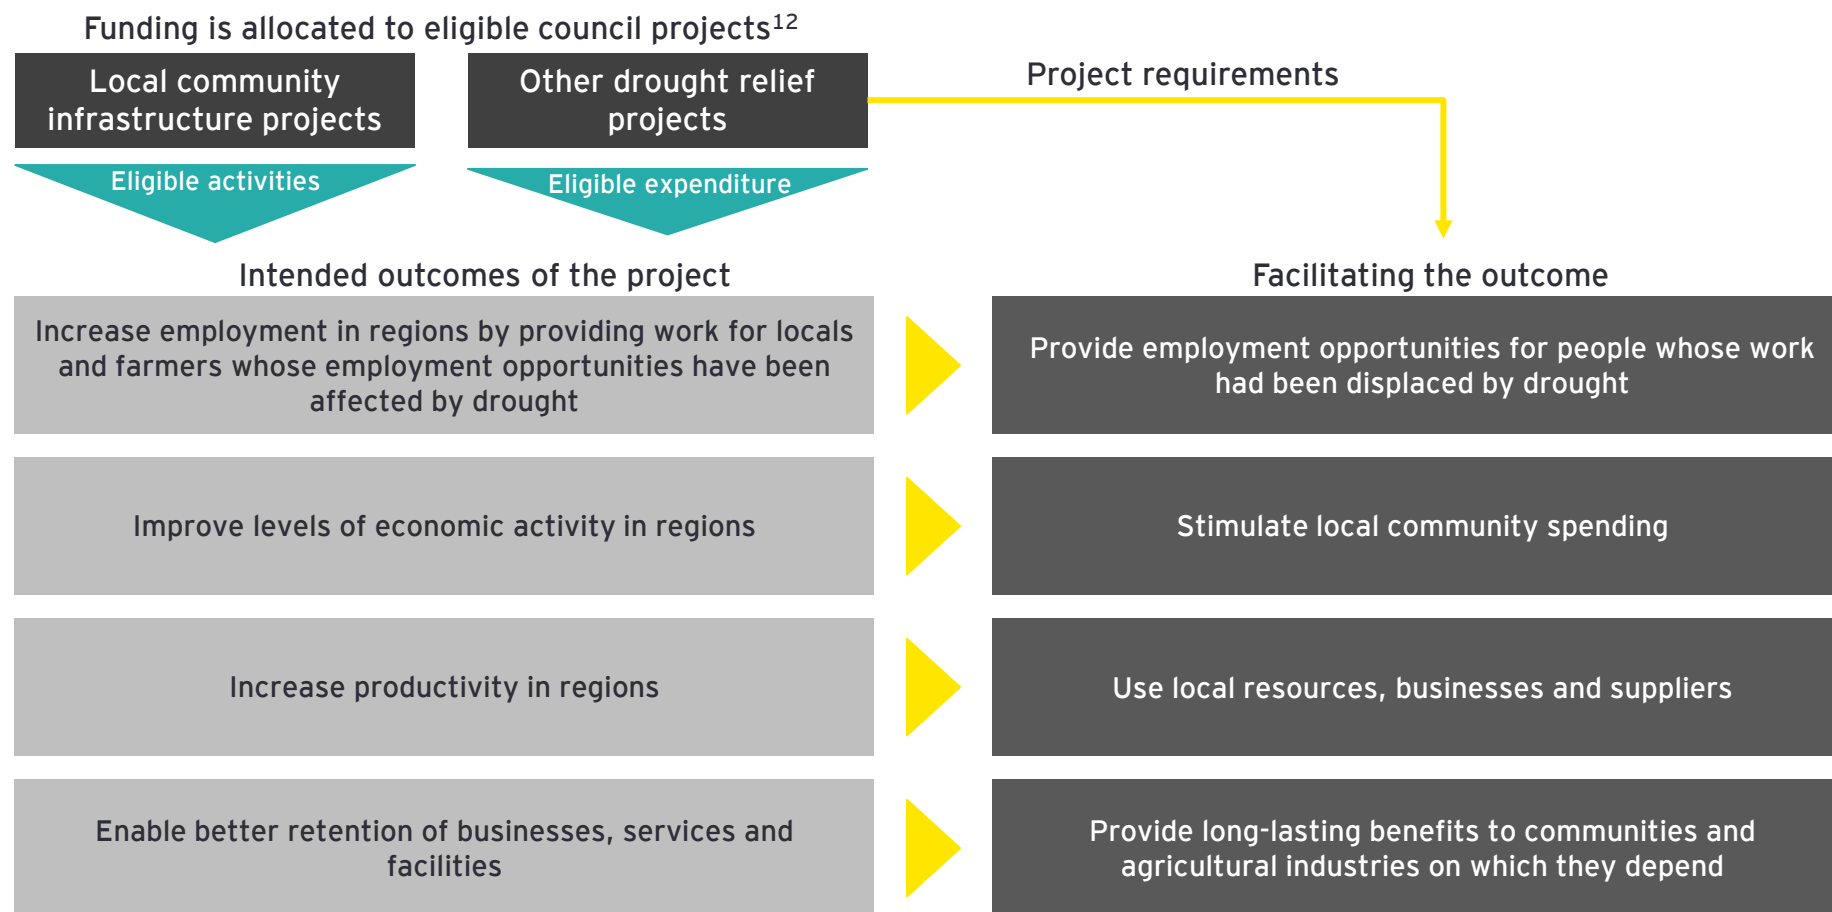 Funding is allocated to eligible council projects12
Local community
infrastructure projects
Other drought relief
projects
Project requirements
Eligible activities
Eligible expenditure
Intended outcomes of the project
Facilitating the outcome
Increase employment in regions by providing work for locals
and farmers whose employment opportunities have been
affected by drought
Provide employment opportunities for people whose work
had been displaced by drought
Improve levels of economic activity in regions
Stimulate local community spending
Increase productivity in regions
Use local resources, businesses and suppliers
Enable better retention of businesses, services and
facilities
Provide long-lasting benefits to communities and
agricultural industries on which they depend